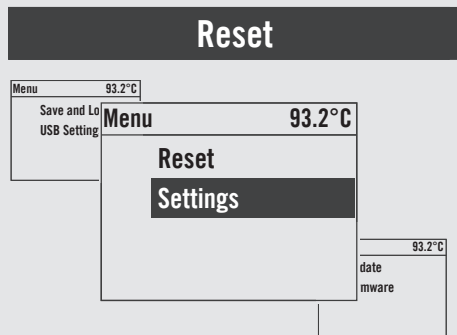 Reset
Menu 93.2°C
Save and Lo
USB Setting
Menu 93.2°C
Reset
Settings
93.2°C
date
mware